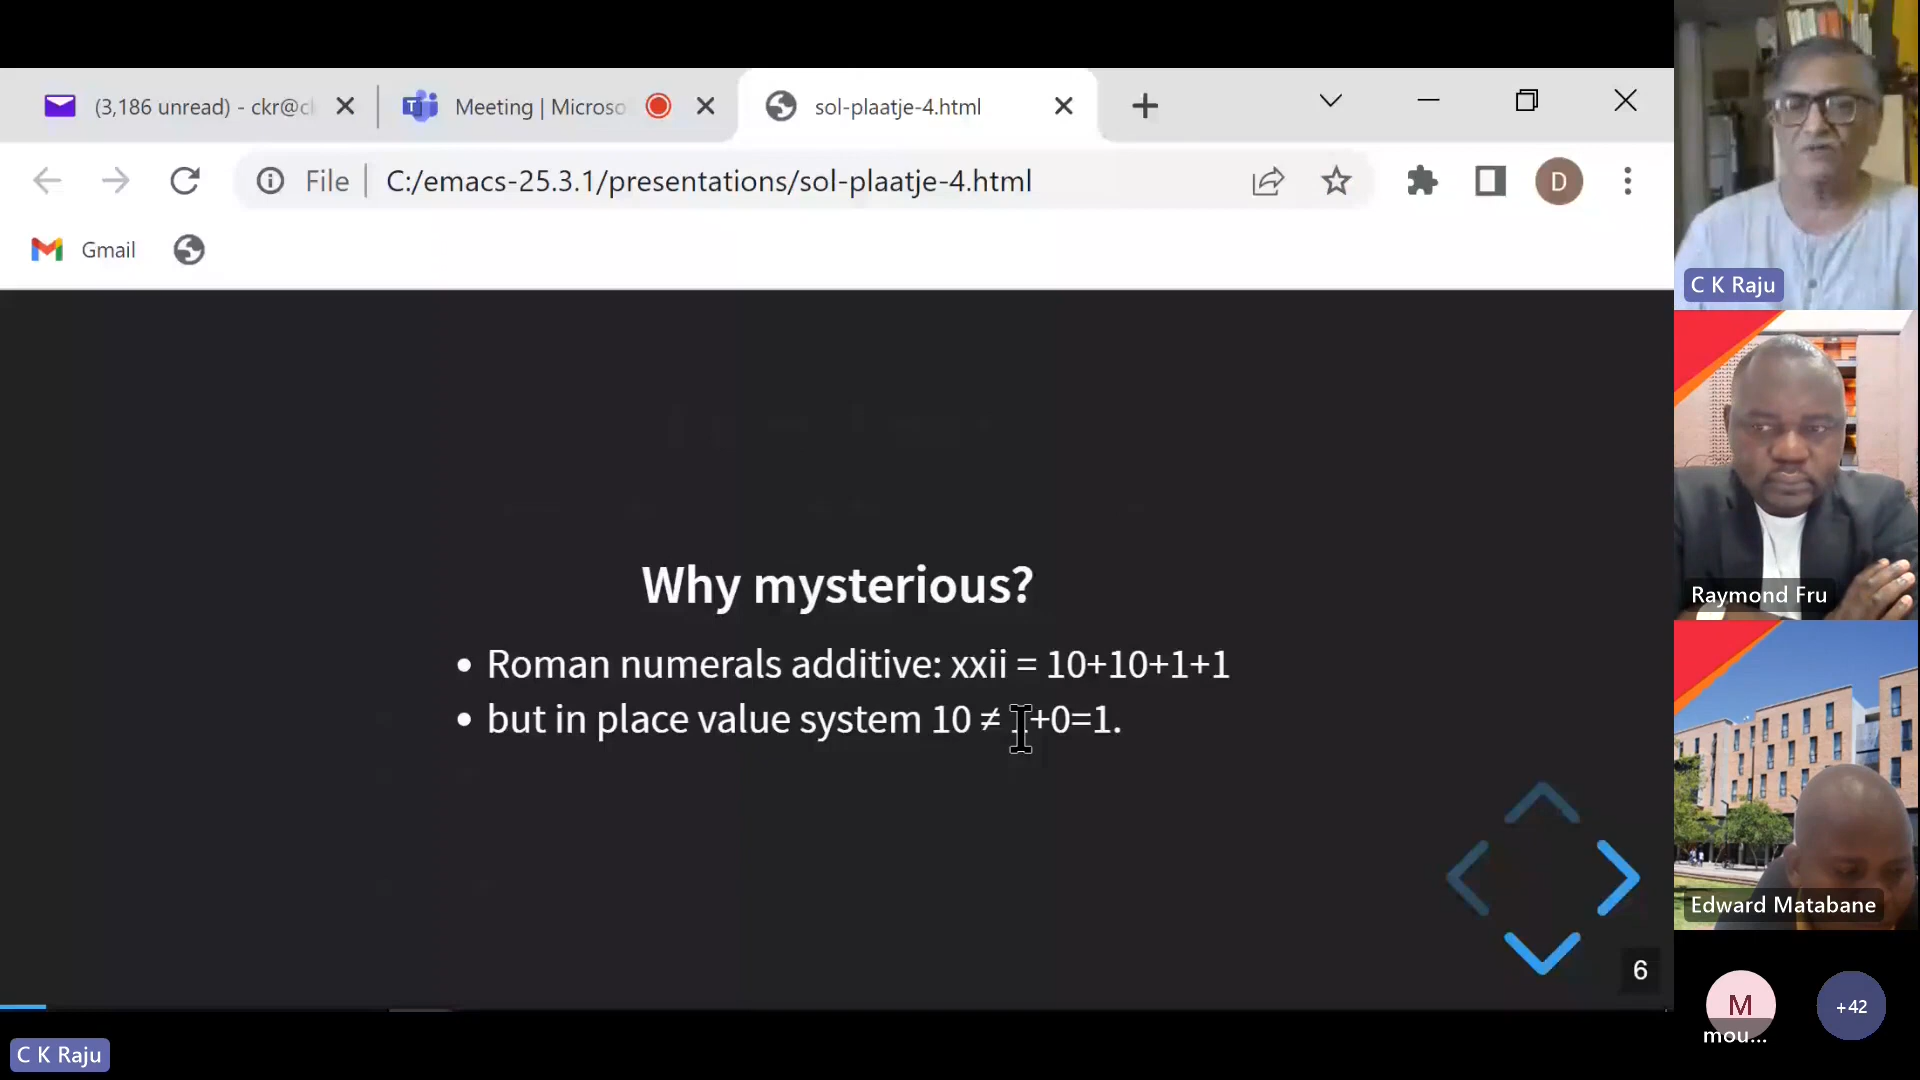 (3,186 unread) - ckr@c
Meeting | Microso
sol-plaatje-4.html
File
C:/emacs-25.3.1/presentations/sol-plaatje-4.html
D
Gmail
Why mysterious?
• Roman numerals additive: xxii = 10+10+1+1
• but in place value system 10 ≠ 1+0=1.
6
C K Raju
C K Raju
Raymond Fru
Edward Matabane
M
mou...
+42